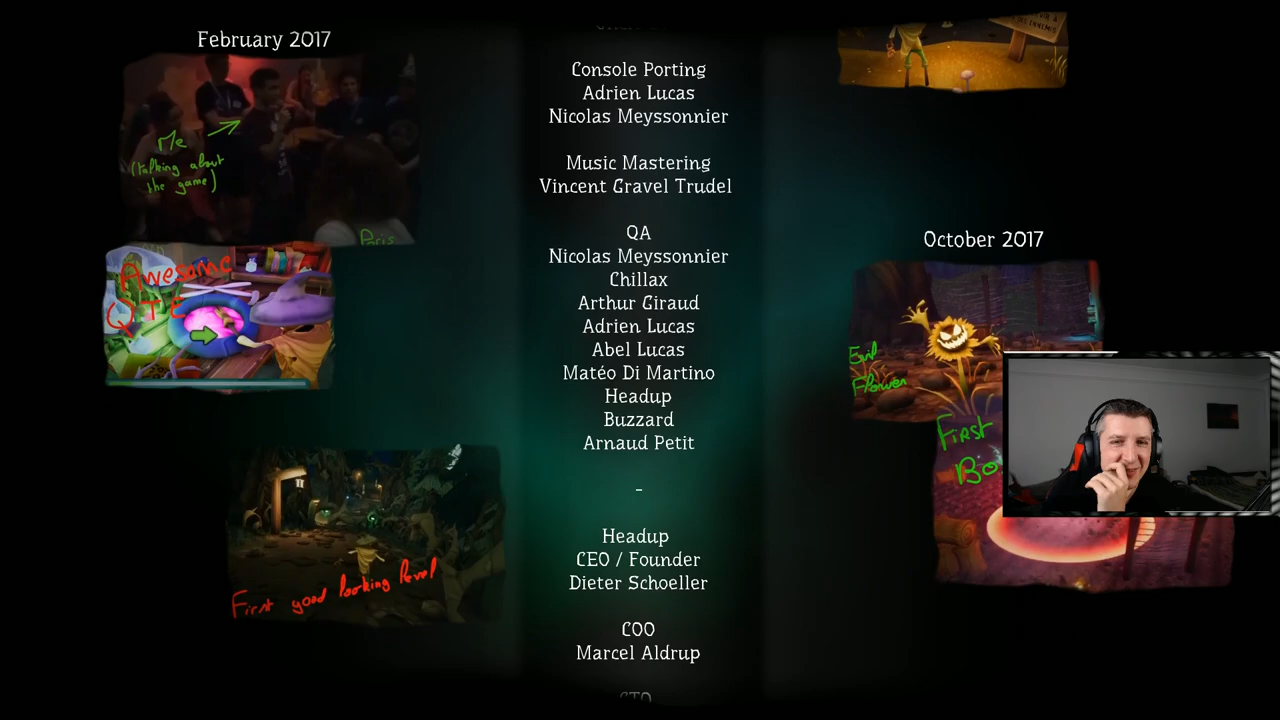 February 2017
Me
(talking about
the game)
Paris
Awesome
QTE
First good looking level
Console Porting
Adrien Lucas
Nicolas Meyssonnier
Music Mastering
Vincent Gravel Trudel
QA
Nicolas Meyssonnier
Chillax
Arthur Giraud
Adrien Lucas
Abel Lucas
Matéo Di Martino
Headup
Buzzard
Arnaud Petit
-
Headup
CEO / Founder
Dieter Schoeller
COO
Marcel Aldrup
CTO
October 2017
Evil
Flower
First